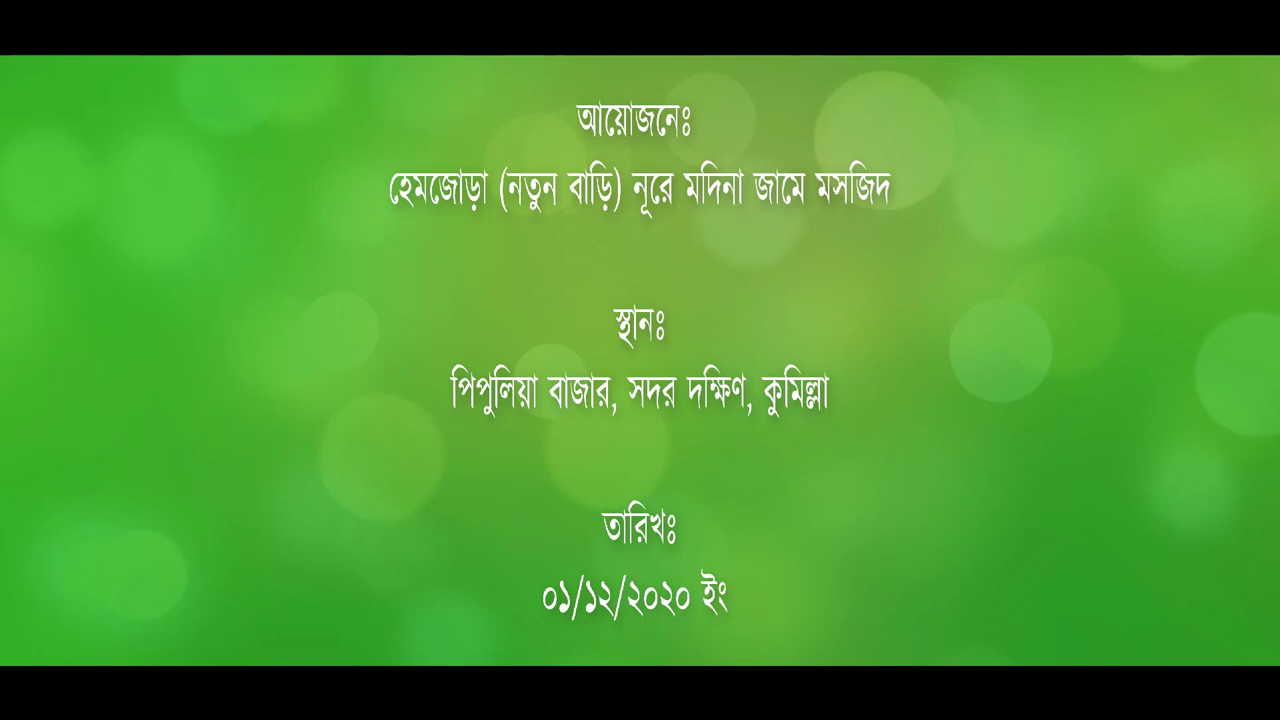 আয়োজনেঃ
হেমজোড়া (নতুন বাড়ি) নূরে মদিনা জামে মসজিদ
স্থানঃ
পিপুলিয়া বাজার, সদর দক্ষিণ, কুমিল্লা
তারিখঃ
০১/১২/২০২০ ইং